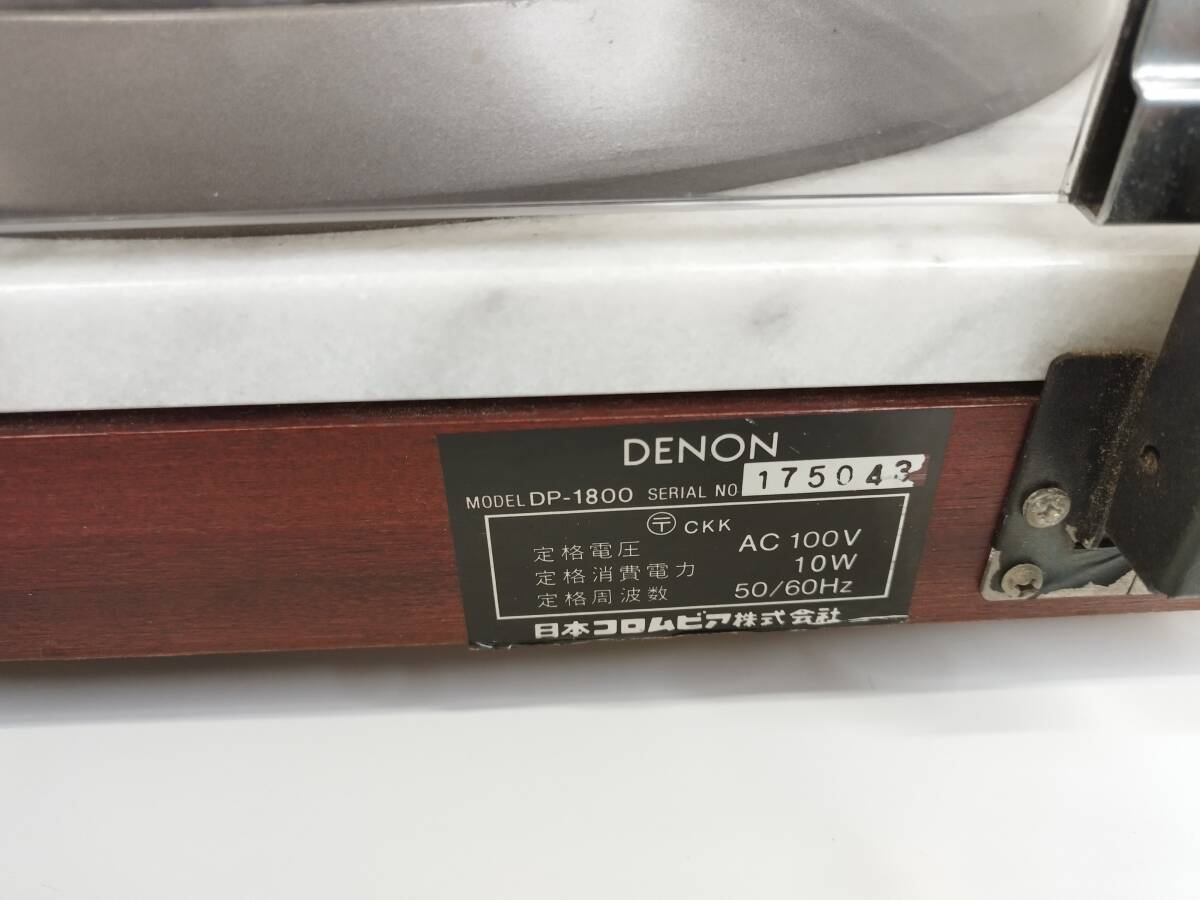 DENON
MODEL DP-1800 SERIAL NO 175043
〒 CKK
定格電圧 AC 100V
定格消費電力 10W
定格周波数 50/60Hz
日本コロムビア株式会社